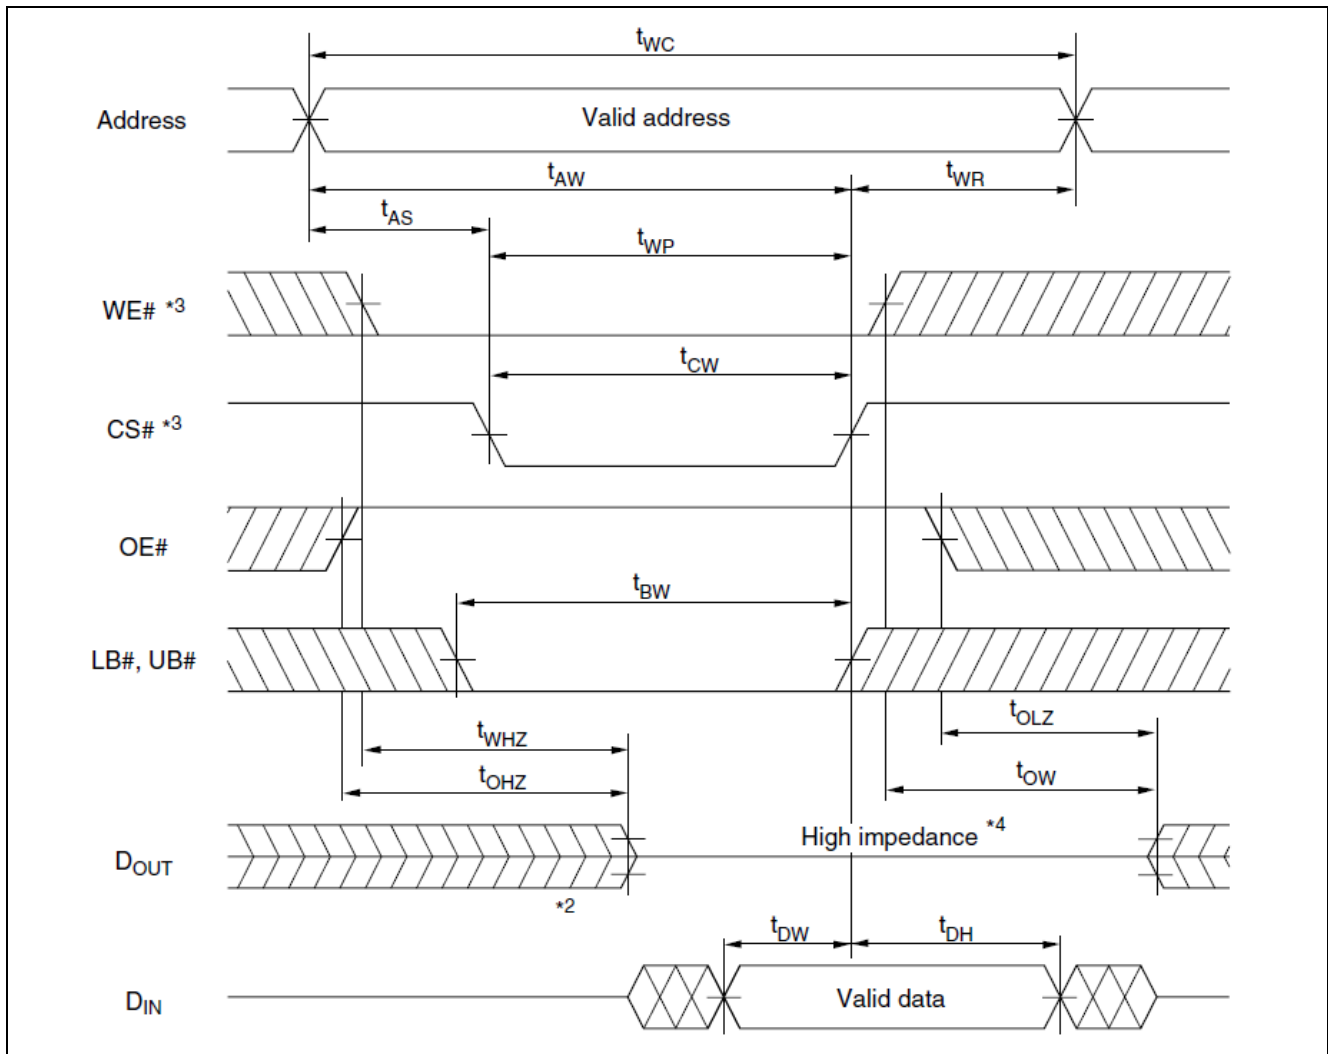 tWC
Address
Valid address
tAW
tWR
tAS
tWP
WE# *3
tCW
CS# *3
OE#
tBW
LB#, UB#
tOLZ
tWHZ
tOW
tOHZ
High impedance *4
DOUT
*2
tDW
tDH
DIN
Valid data